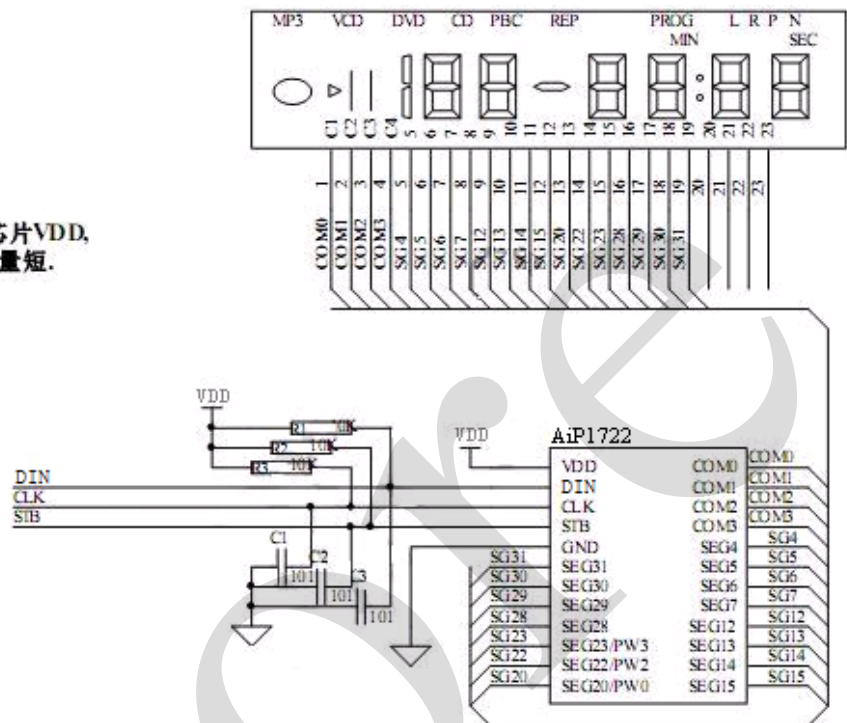 MP3 VCD DVD CD PBC REP PROG L R P N
MIN SEC
C1 C2 C3 C4 5 6 7 8 9 10 11 12 13 14 15 16 17 18 19 20 21 22 23
1 2 3 4 5 6 7 8 9 10 11 12 13 14 15 16 17 18 19 20 21 22 23
COM0 COM1 COM2 COM3 SG4 SG5 SG6 SG7 SG12 SG13 SG14 SG15 SG20 SG22 SG23 SG28 SG29 SG30 SG31
芯片VDD,
量短.
VDD
R1 10K
R2 10K
R3 10K
DIN
CLK
STB
C1 101
C2 101
C3 101
VDD
AiP1722
VDD COM0 COM0
DIN COM1 COM1
CLK COM2 COM2
STB COM3 COM3
GND SEG4 SG4
SG31 SEG31 SEG5 SG5
SG30 SEG30 SEG6 SG6
SG29 SEG29 SEG7 SG7
SG28 SEG28 SEG12 SG12
SG23 SEG23/PW3 SEG13 SG13
SG22 SEG22/PW2 SEG14 SG14
SG20 SEG20/PW0 SEG15 SG15